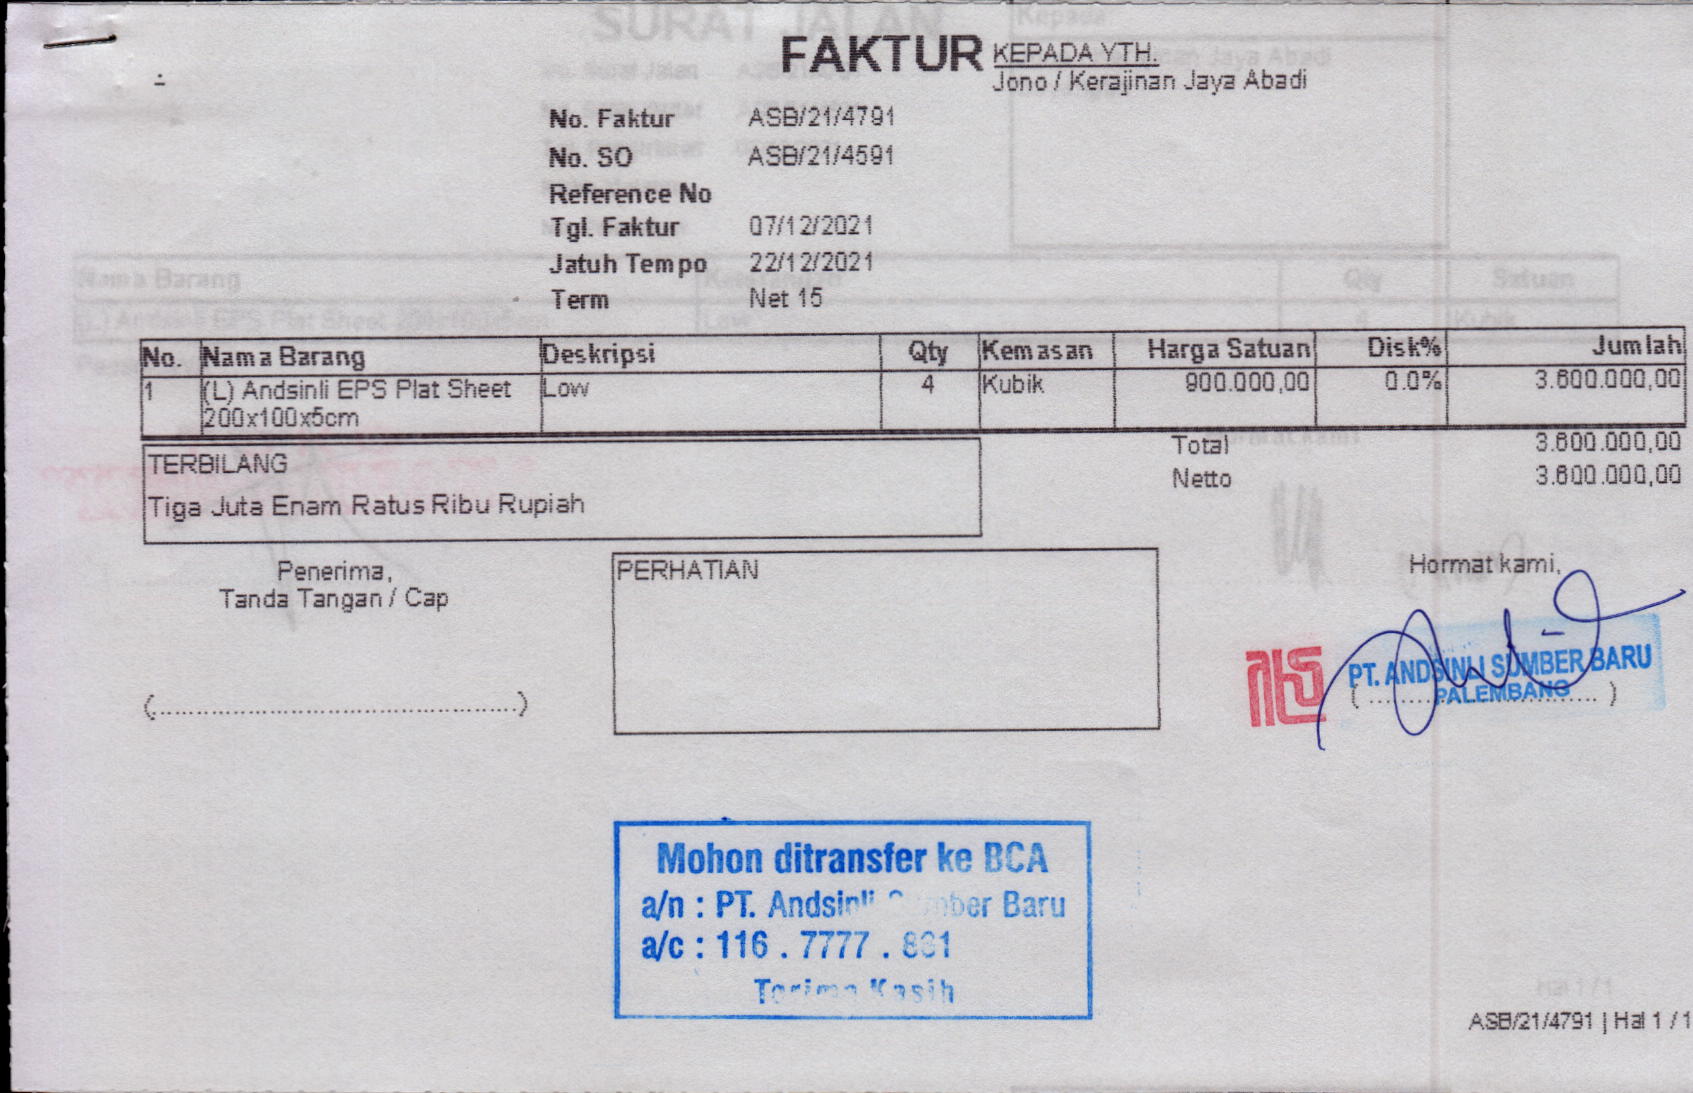 FAKTUR
KEPADA YTH.
Jono / Kerajinan Jaya Abadi
No. Faktur ASB/21/4791
No. SO ASB/21/4591
Reference No
Tgl. Faktur 07/12/2021
Jatuh Tempo 22/12/2021
Term Net 15
No. Nama Barang Deskripsi Qty Kemasan Harga Satuan Disk% Jumlah
1 (L) Andsinli EPS Plat Sheet Low 4 Kubik 900.000,00 0.0% 3.600.000,00
200x100x5cm
Total 3.600.000,00
Netto 3.600.000,00
TERBILANG
Tiga Juta Enam Ratus Ribu Rupiah
Penerima,
Tanda Tangan / Cap
(................................................)
PERHATIAN
Hormat kami,
PT. ANDSINLI SUMBER BARU
PALEMBANG
Mohon ditransfer ke BCA
a/n : PT. Andsinli Sumber Baru
a/c : 116 . 7777 .
Terima Kasih
ASB/21/4791 | Hal 1 / 1